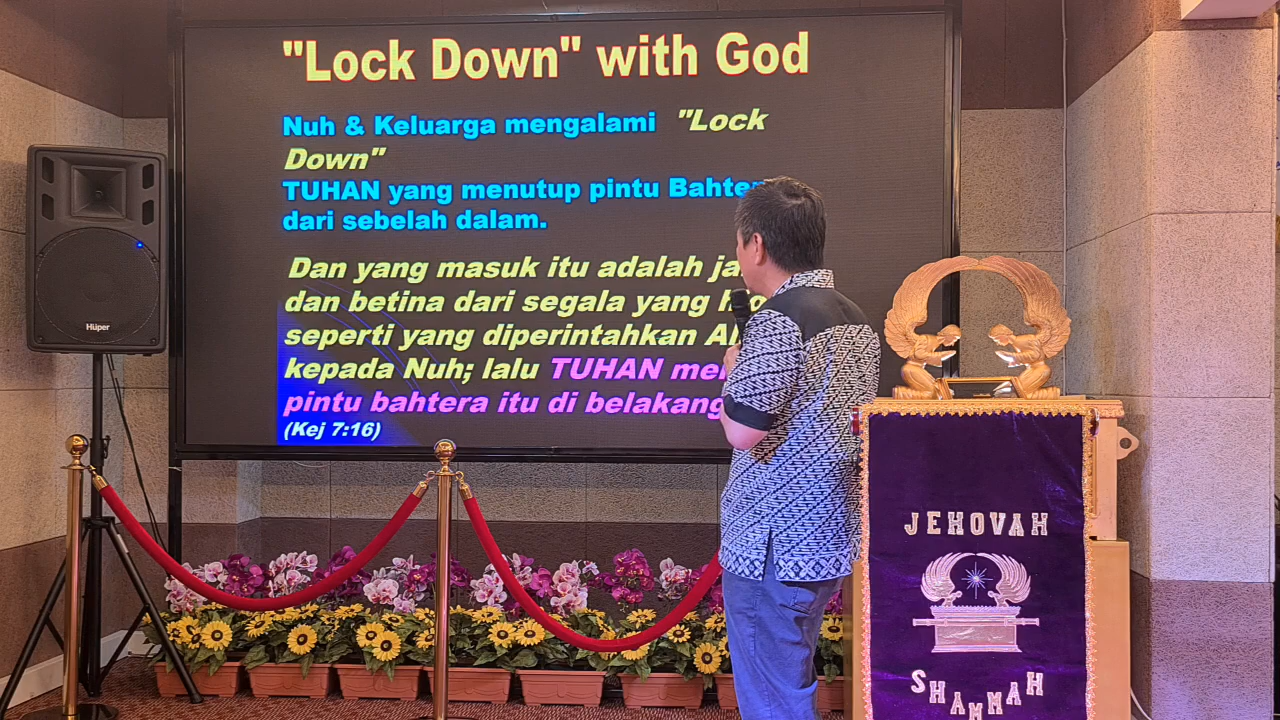 "Lock Down" with God
Nuh & Keluarga mengalami "Lock
Down"
TUHAN yang menutup pintu
dari sebelah dalam.
Dan yang masuk itu adalah
dan betina dari segala yang
seperti yang diperintahkan
kepada Nuh; lalu TUHAN
pintu bahtera itu di belakang
(Kej 7:16)
Hüper
JEHOVAH
SHAMMAH